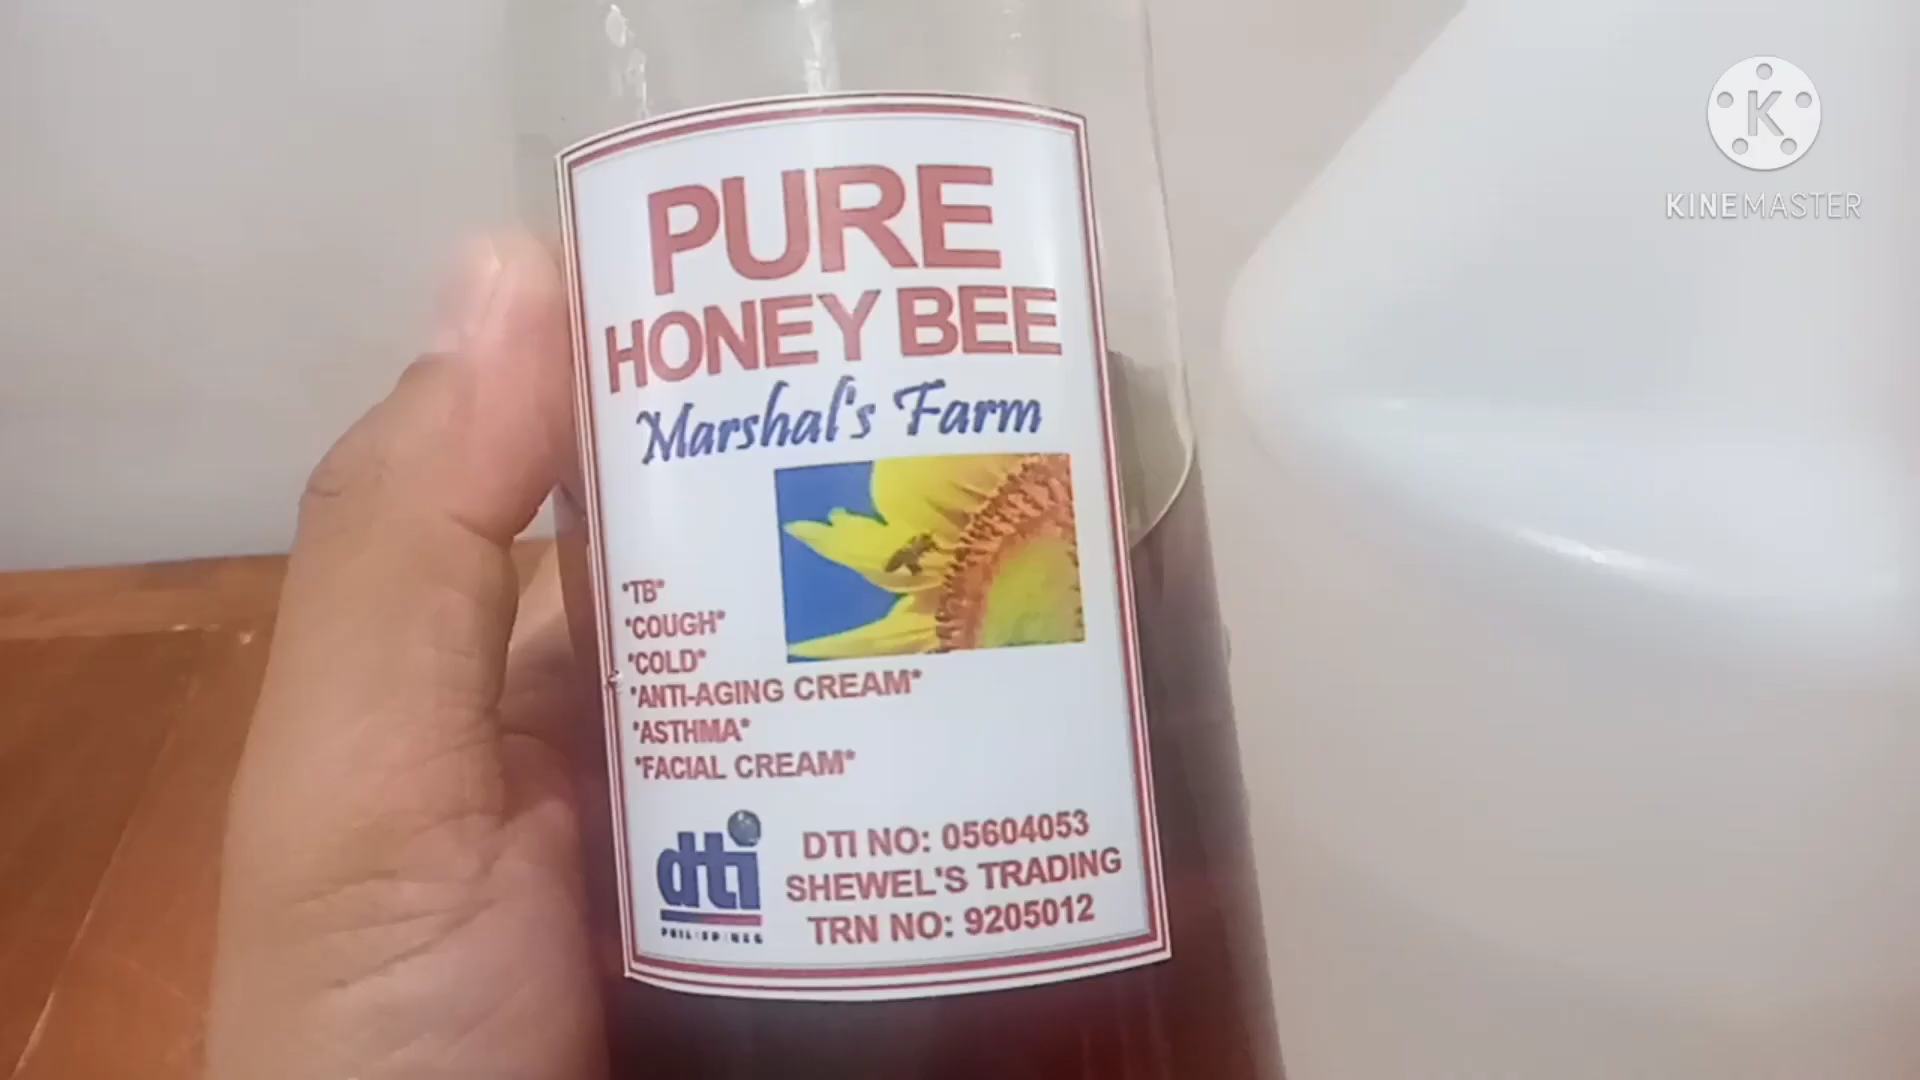 PURE
HONEY BEE
Marshal's Farm
*TB*
*COUGH*
*COLD*
*ANTI-AGING CREAM*
*ASTHMA*
*FACIAL CREAM*
dti
PHILIPPINES
DTI NO: 05604053
SHEWEL'S TRADING
TRN NO: 9205012
K
KINEMASTER